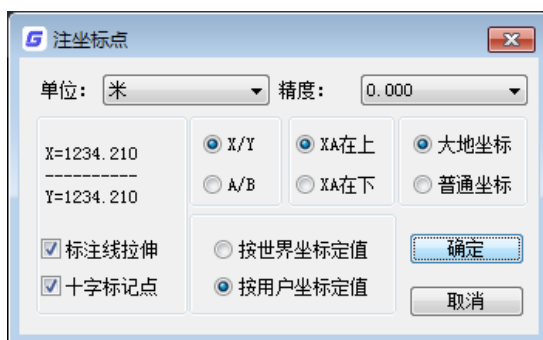 G 注坐标点
单位： 米 精度： 0.000
X=1234.210
Y=1234.210
X/Y
A/B
XA在上
XA在下
大地坐标
普通坐标
标注线拉伸
十字标记点
按世界坐标定值
按用户坐标定值
确定
取消